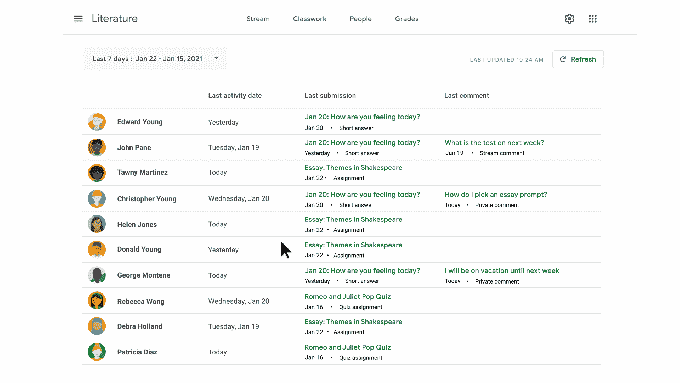 Literature
Stream Classwork People Grades
Last 7 days : Jan 22 - Jan 15, 2021
LAST UPDATED 10:24 AM
Refresh
Last activity date Last submission Last comment
Edward Young Yesterday Jan 20: How are you feeling today?
Jan 20 • Short answer
John Pane Tuesday, Jan 19 Jan 20: How are you feeling today? What is the test on next week?
Yesterday • Short answer Jan 19 • Stream comment
Tawny Martinez Today Essay: Themes in Shakespeare
Jan 22 • Assignment
Christopher Young Wednesday, Jan 20 Jan 20: How are you feeling today? How do I pick an essay prompt?
Jan 20 • Short answer Today • Private comment
Helen Jones Today Essay: Themes in Shakespeare
Jan 22 • Assignment
Donald Young Yesterday Essay: Themes in Shakespeare
Jan 22 • Assignment
George Montene Today Jan 20: How are you feeling today? I will be on vacation until next week
Yesterday • Short answer Today • Private comment
Rebecca Wong Wednesday, Jan 20 Romeo and Juliet Pop Quiz
Jan 16 • Quiz assignment
Debra Holland Tuesday, Jan 19 Essay: Themes in Shakespeare
Jan 22 • Assignment
Patricia Diaz Today Romeo and Juliet Pop Quiz
Jan 16 • Quiz assignment